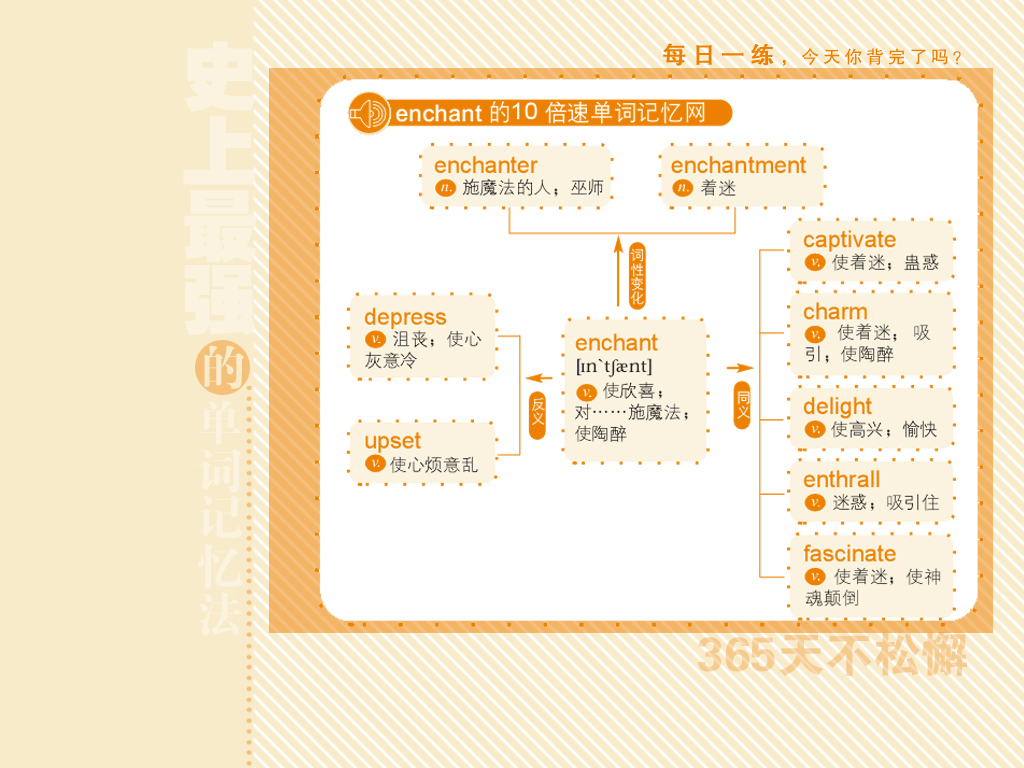 每日一练，今天你背完了吗？
史上最强的单词记忆法
enchant 的10 倍速单词记忆网
enchanter
n. 施魔法的人；巫师
enchantment
n. 着迷
词性变化
captivate
v. 使着迷；蛊惑
charm
v. 使着迷；吸
引；使陶醉
depress
v. 沮丧；使心
灰意冷
enchant
[ɪn`tʃænt]
v. 使欣喜；
对……施魔法；
使陶醉
反义
同义
delight
v. 使高兴；愉快
upset
v. 使心烦意乱
enthrall
v. 迷惑；吸引住
fascinate
v. 使着迷；使神
魂颠倒
365天不松懈